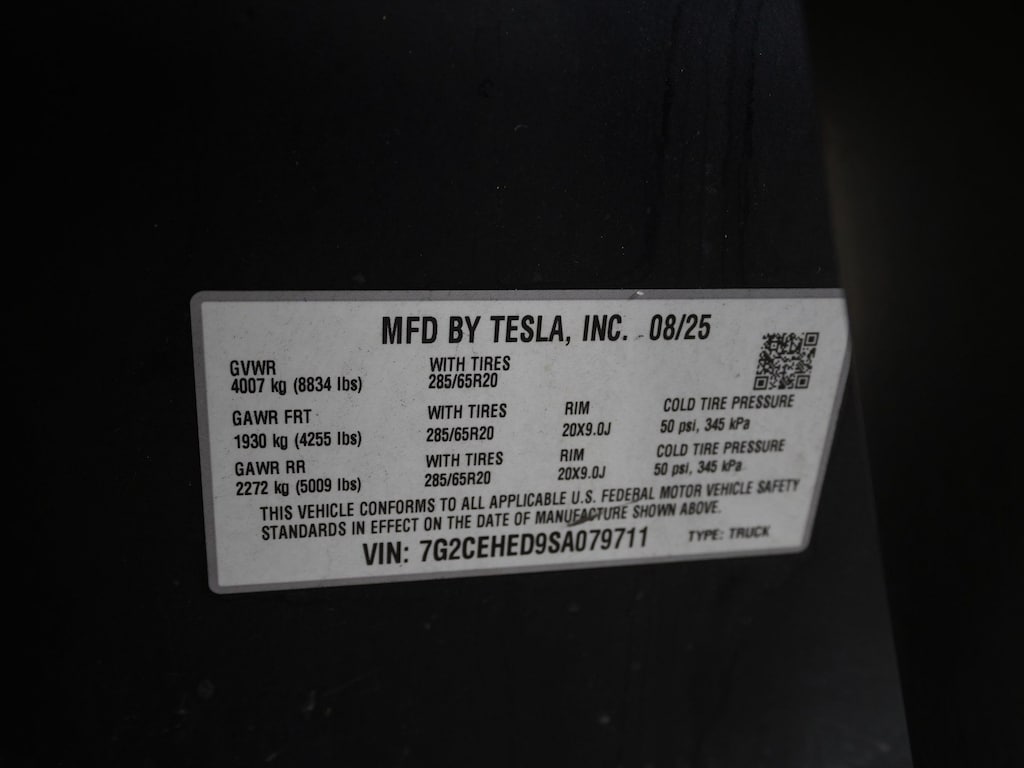 MFD BY TESLA, INC. 08/25
GVWR WITH TIRES
4007 kg (8834 lbs) 285/65R20
GAWR FRT WITH TIRES RIM COLD TIRE PRESSURE
1930 kg (4255 lbs) 285/65R20 20X9.0J 50 psi, 345 kPa
GAWR RR WITH TIRES RIM COLD TIRE PRESSURE
2272 kg (5009 lbs) 285/65R20 20X9.0J 50 psi, 345 kPa
THIS VEHICLE CONFORMS TO ALL APPLICABLE U.S. FEDERAL MOTOR VEHICLE SAFETY
STANDARDS IN EFFECT ON THE DATE OF MANUFACTURE SHOWN ABOVE.
VIN: 7G2CEHED9SA079711 TYPE: TRUCK